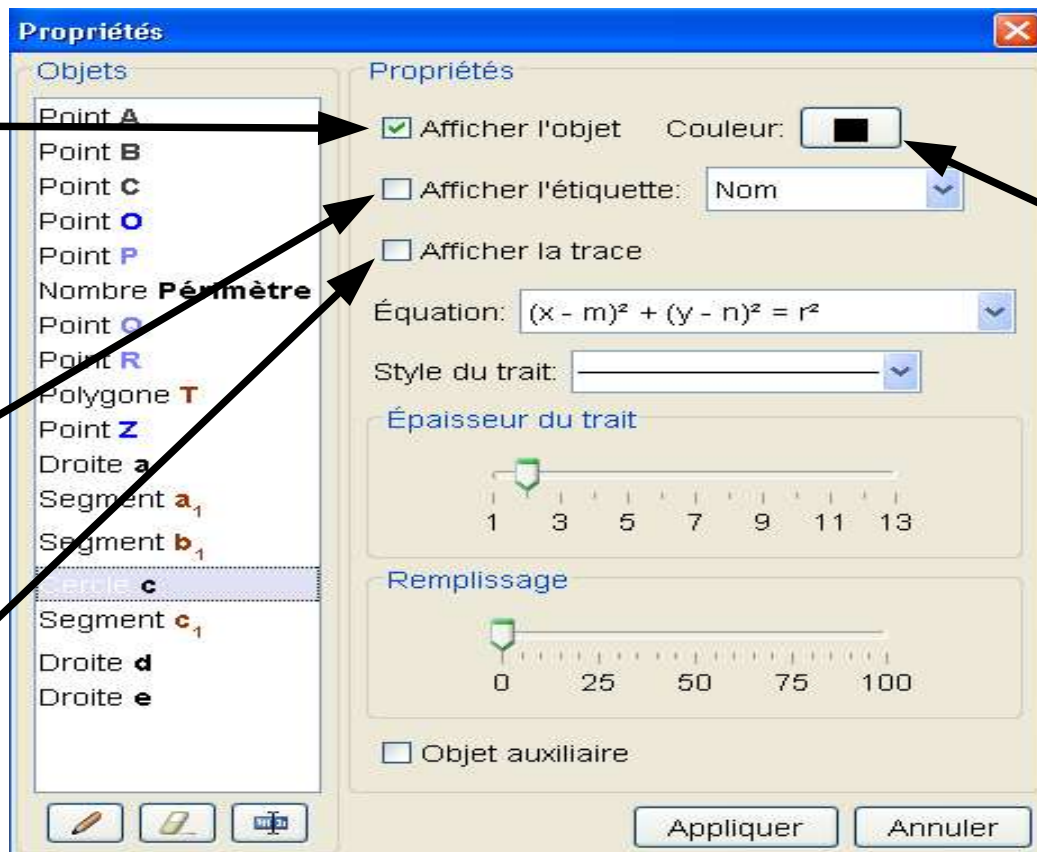 Propriétés
Objets
Point A
Point B
Point C
Point O
Point P
Nombre Périmètre
Point Q
Point R
Polygone T
Point Z
Droite a
Segment a₁
Segment b₁
Cercle c
Segment c₁
Droite d
Droite e
Propriétés
Afficher l'objet Couleur:
Afficher l'étiquette: Nom
Afficher la trace
Équation: (x - m)² + (y - n)² = r²
Style du trait:
Épaisseur du trait
1 3 5 7 9 11 13
Remplissage
0 25 50 75 100
Objet auxiliaire
Appliquer Annuler